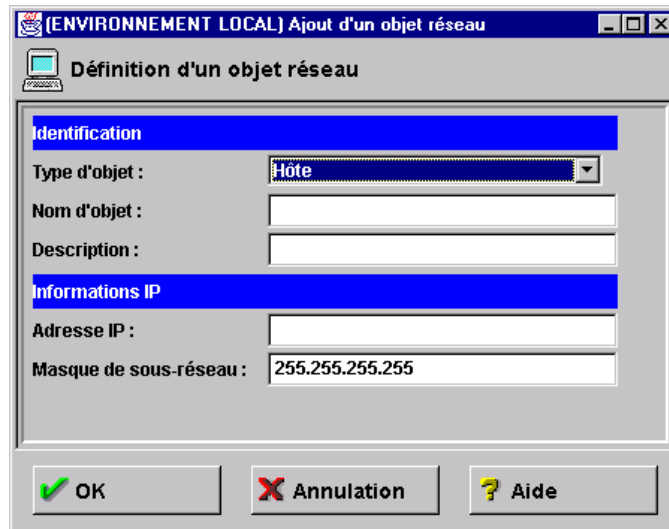 (ENVIRONNEMENT LOCAL) Ajout d'un objet réseau
Définition d'un objet réseau
Identification
Type d'objet : Hôte
Nom d'objet :
Description :
Informations IP
Adresse IP :
Masque de sous-réseau : 255.255.255.255
OK Annulation Aide